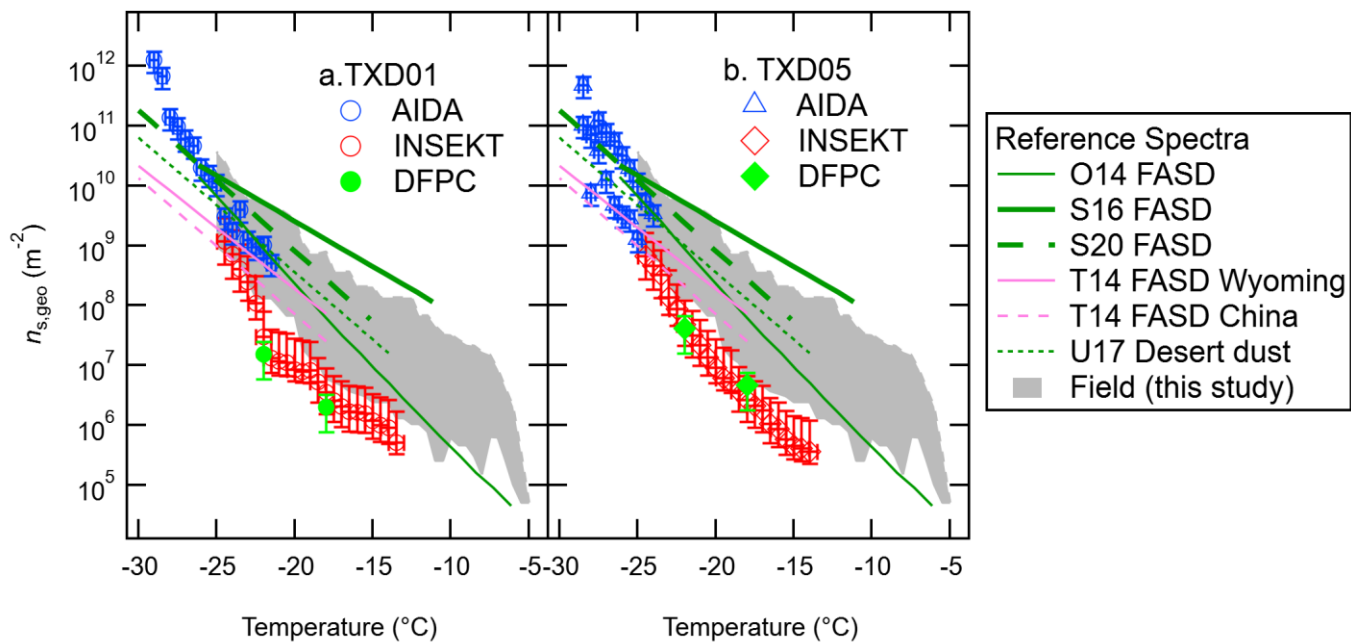 a.TXD01
AIDA
INSEKT
DFPC
b. TXD05
AIDA
INSEKT
DFPC
Reference Spectra
O14 FASD
S16 FASD
S20 FASD
T14 FASD Wyoming
T14 FASD China
U17 Desert dust
Field (this study)
n_s,geo (m⁻²)
10¹²
10¹¹
10¹⁰
10⁹
10⁸
10⁷
10⁶
10⁵
-30 -25 -20 -15 -10 -5
-30 -25 -20 -15 -10 -5
Temperature (°C)
Temperature (°C)